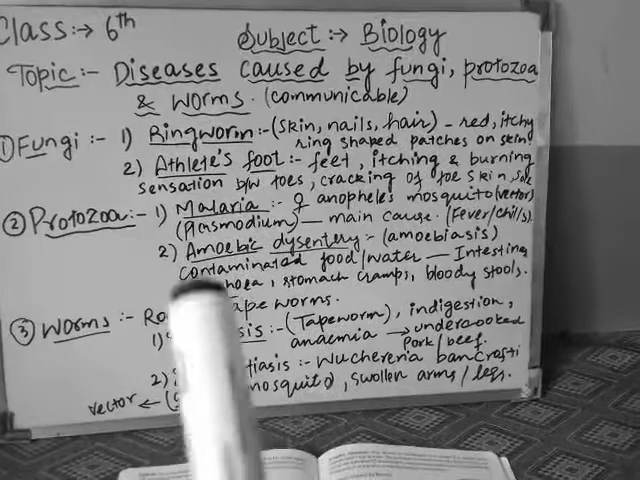 Class:→ 6th
Subject:→ Biology
Topic:- Diseases caused by fungi, protozoa
& worms. (communicable)
① Fungi :- 1) Ringworm:- (skin, nails, hair) – red, itchy
ring shaped patches on skin
2) Athlete's foot :- feet, itching & burning
sensation b/w toes, cracking of toe skin, sole
② Protozoa:- 1) Malaria :- ♀ anopheles mosquito (vector)
(Plasmodium) — main cause. (Fever/chills)
2) Amoebic dysentery :- (amoebiasis)
contaminated food/water — Intestine
stomach cramps, bloody stools.
③ Worms :- tape worms.
1) sis :- (Tapeworm), indigestion,
anaemia → undercooked
Pork/beef.
2) tiasis :- Wuchereria bancrofti
vector ← ( mosquito, swollen arms/legs.